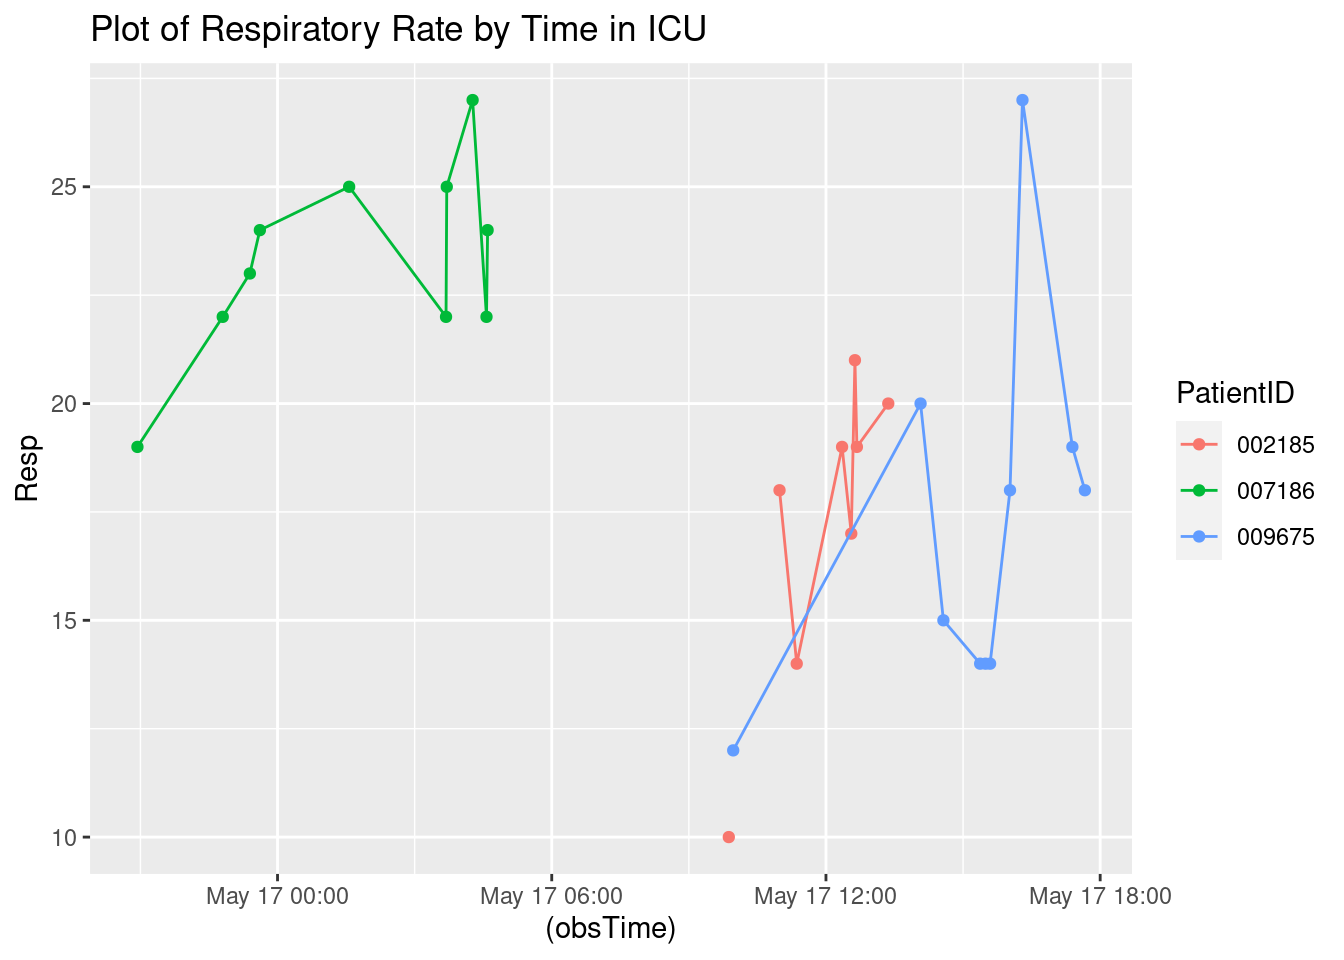 Plot of Respiratory Rate by Time in ICU
Resp
25
20
15
10
May 17 00:00
May 17 06:00
May 17 12:00
May 17 18:00
(obsTime)
PatientID
002185
007186
009675